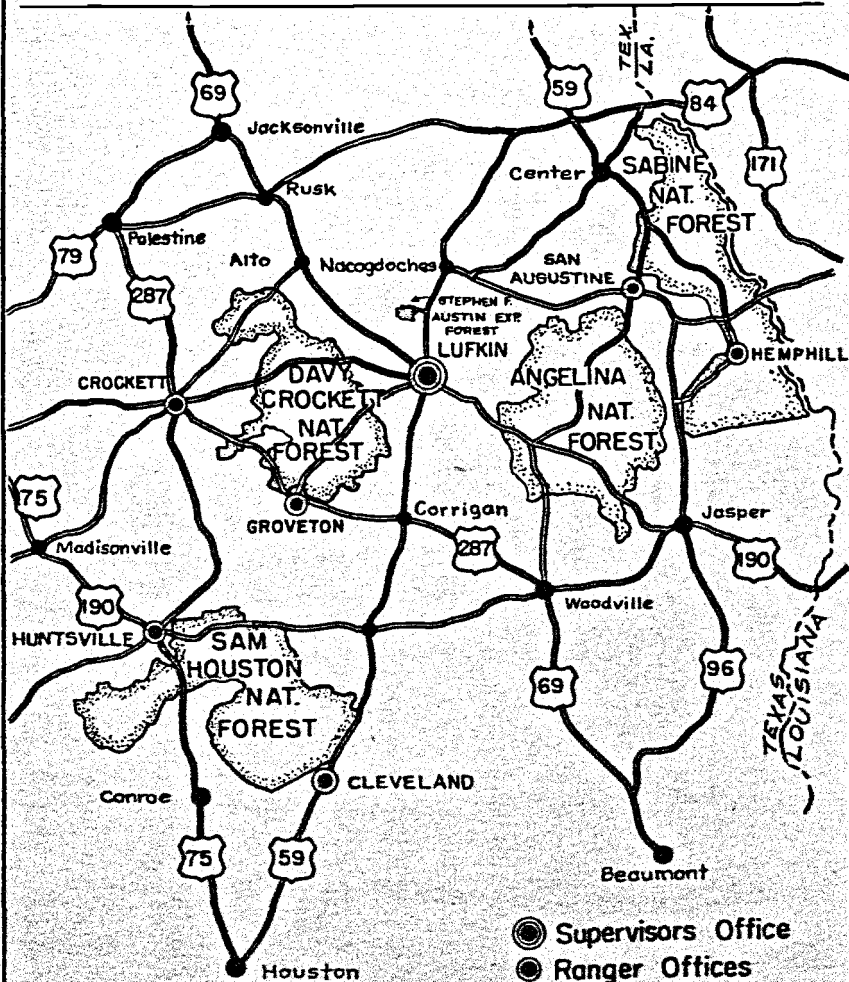 69
59
TEX.
LA.
84
Jacksonville
171
Center
SABINE
NAT.
FOREST
Rusk
Palestine
79
Alto
Nacogdoches
SAN
AUGUSTINE
287
STEPHEN F.
AUSTIN EXP.
FOREST
LUFKIN
HEMPHILL
CROCKETT
DAVY
CROCKETT
NAT.
FOREST
ANGELINA
NAT.
FOREST
75
GROVETON
Corrigan
Jasper
Madisonville
287
190
190
Woodville
HUNTSVILLE
SAM
HOUSTON
NAT.
FOREST
69
96
TEXAS
LOUISIANA
CLEVELAND
Conroe
75
59
Beaumont
Supervisors Office
Houston
Ranger Offices